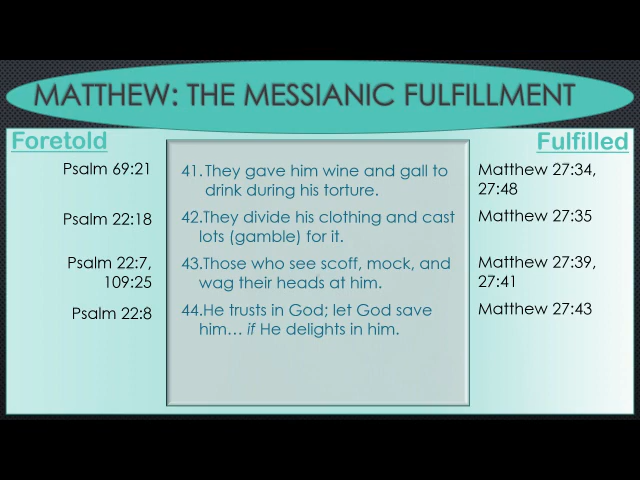 MATTHEW: THE MESSIANIC FULFILLMENT
Foretold
Fulfilled
Psalm 69:21
41. They gave him wine and gall to
drink during his torture.
Matthew 27:34,
27:48
Psalm 22:18
42.They divide his clothing and cast
lots (gamble) for it.
Matthew 27:35
Psalm 22:7,
109:25
43.Those who see scoff, mock, and
wag their heads at him.
Matthew 27:39,
27:41
Psalm 22:8
44.He trusts in God; let God save
him… if He delights in him.
Matthew 27:43